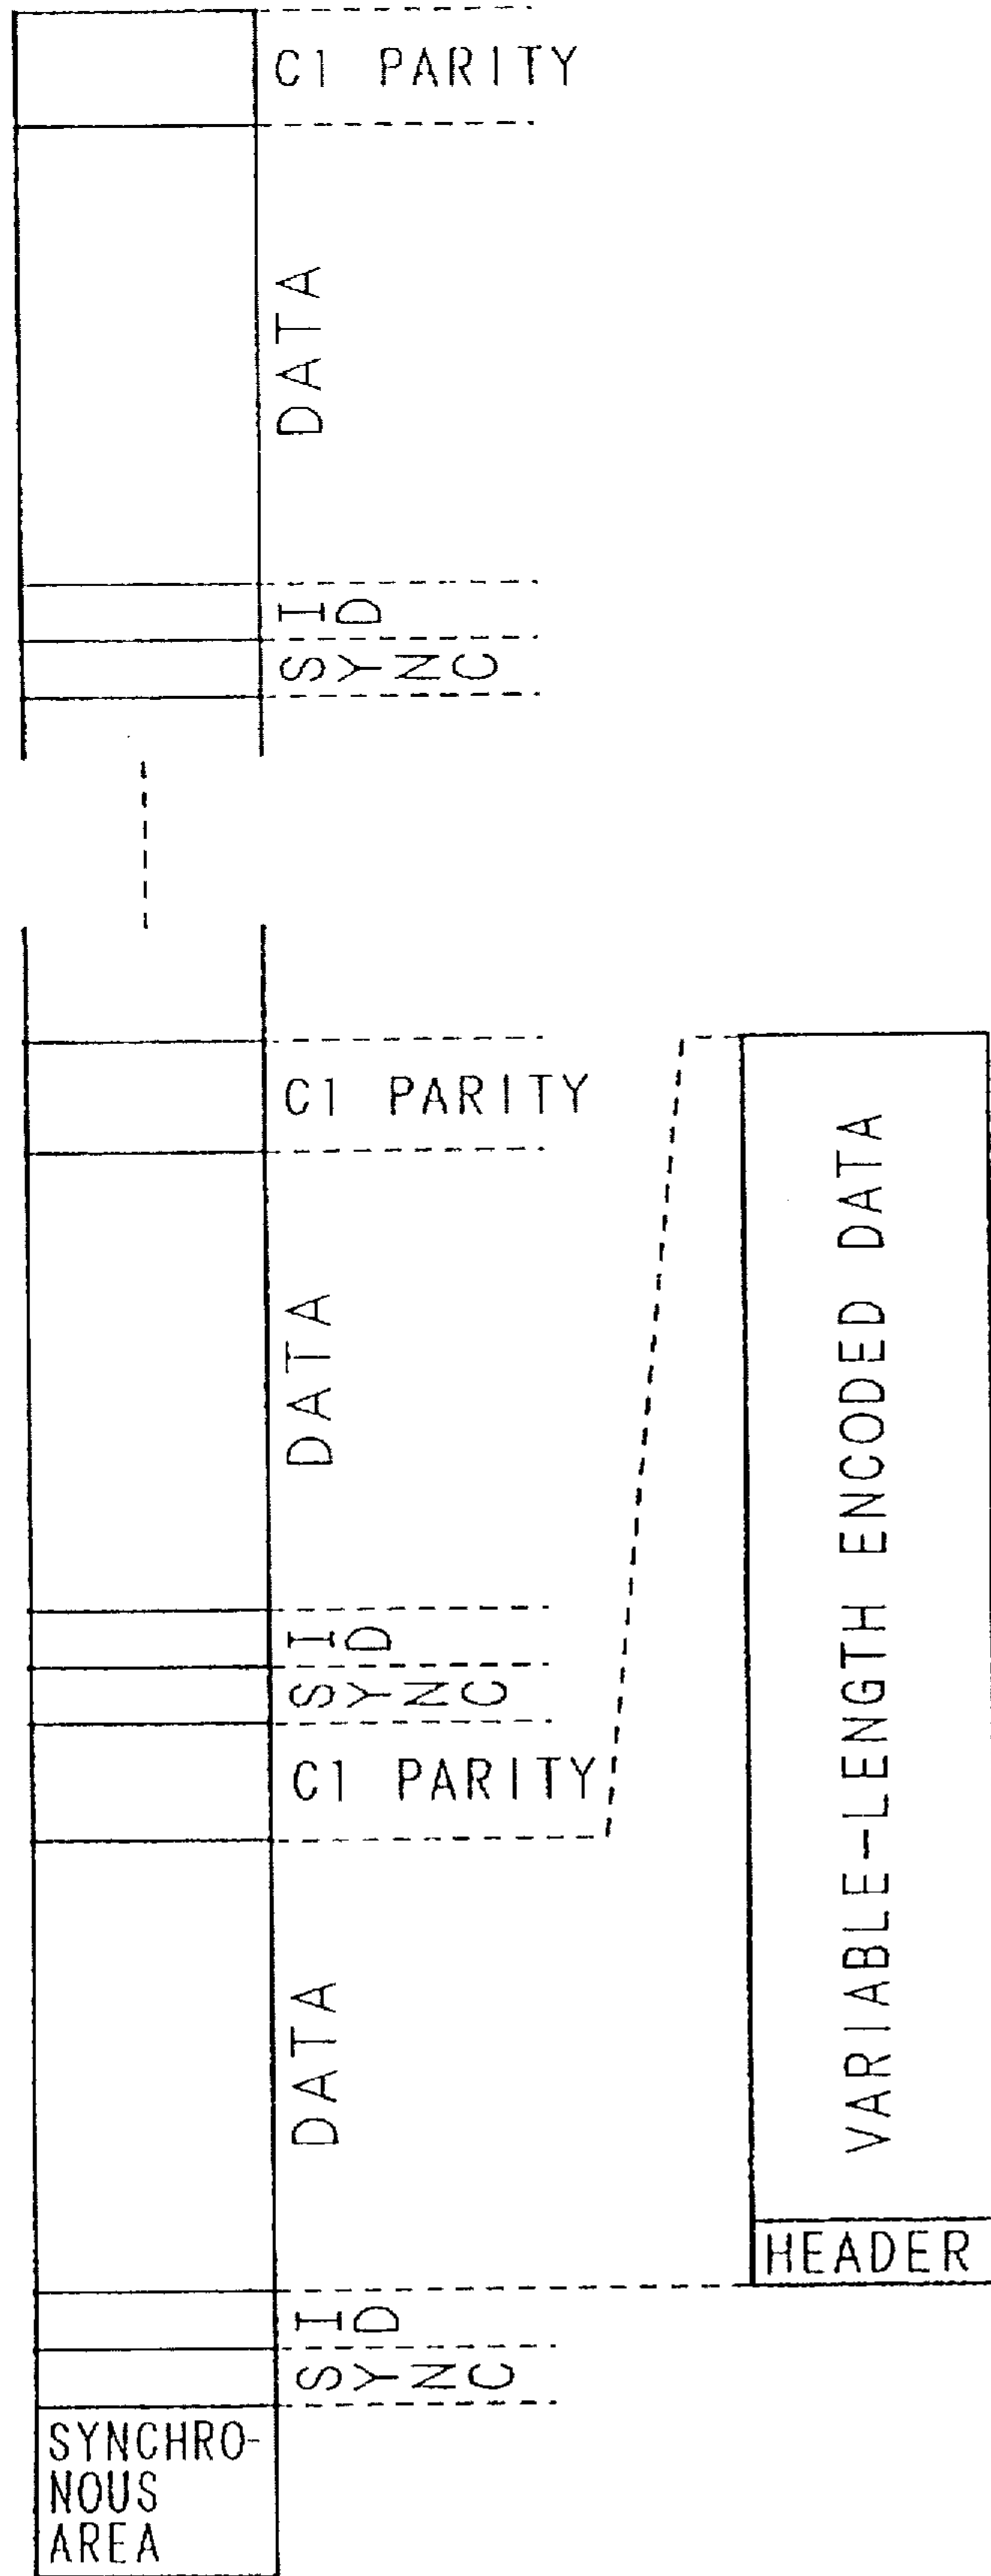 C1 PARITY
DATA
ID
SYNC
C1 PARITY
DATA
ID
SYNC
C1 PARITY
DATA
ID
SYNC
SYNCHRO-
NOUS
AREA
VARIABLE-LENGTH ENCODED DATA
HEADER